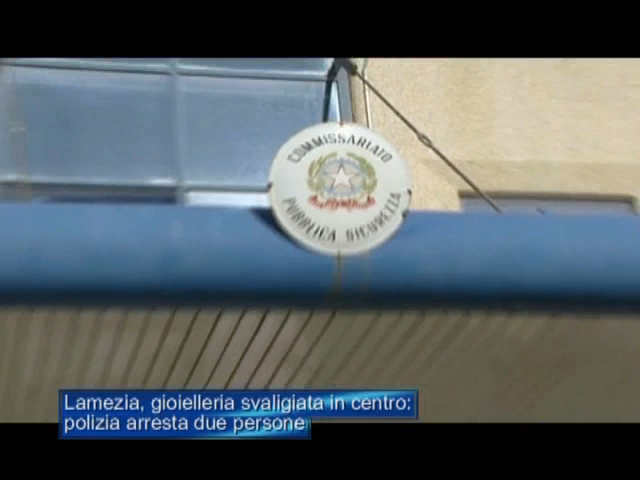 COMMISSARIATO
PUBBLICA SICUREZZA
Lamezia, gioielleria svaligiata in centro:
polizia arresta due persone